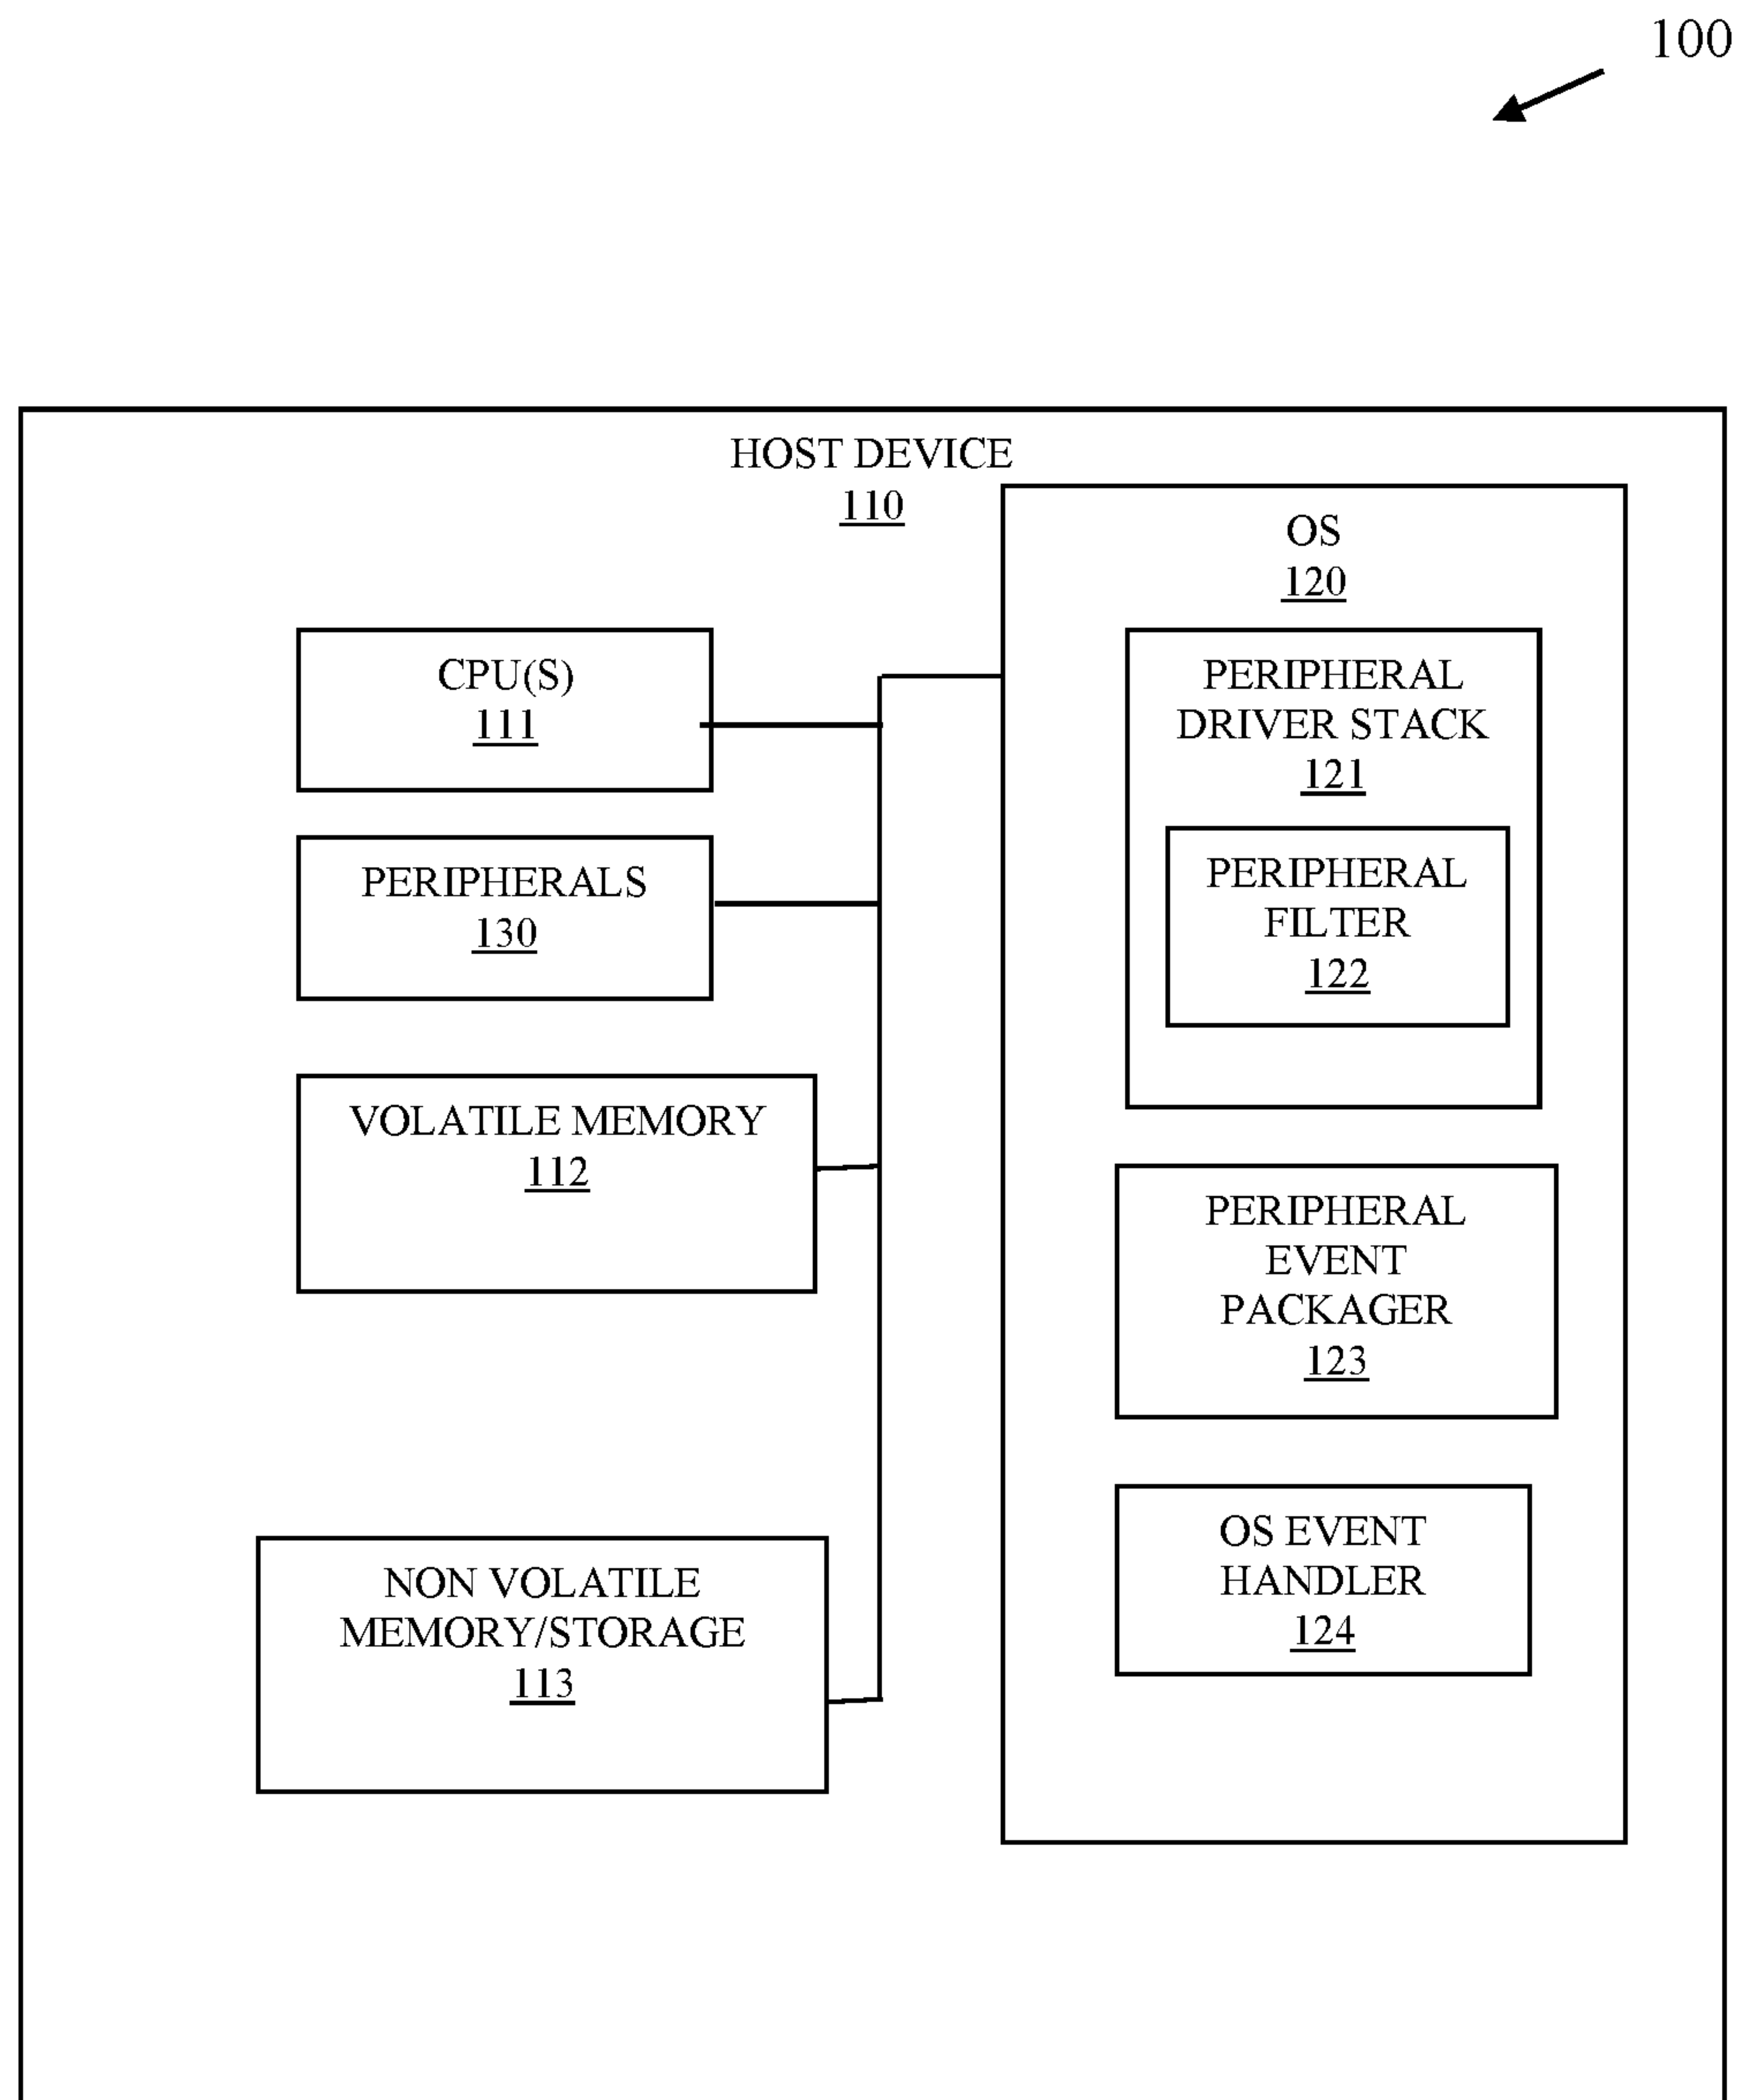 100
HOST DEVICE
110
CPU(S)
111
PERIPHERALS
130
VOLATILE MEMORY
112
NON VOLATILE
MEMORY/STORAGE
113
OS
120
PERIPHERAL
DRIVER STACK
121
PERIPHERAL
FILTER
122
PERIPHERAL
EVENT
PACKAGER
123
OS EVENT
HANDLER
124